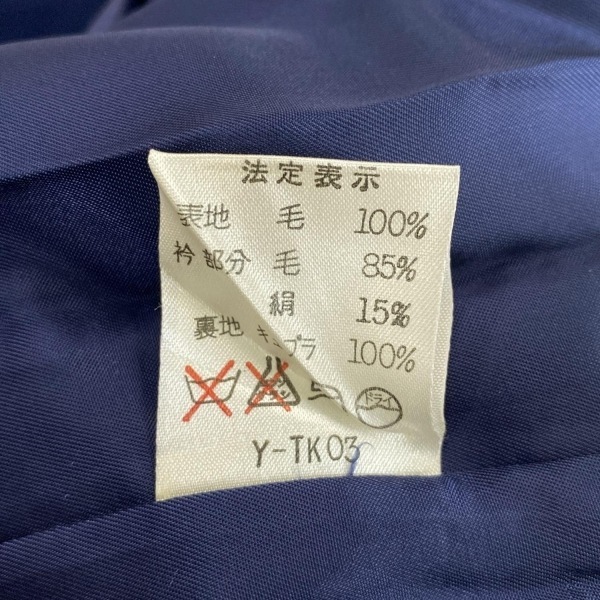 法定表示
表地 毛 100%
衿部分 毛 85%
絹 15%
裏地 キュプラ 100%
ドライ
Y-TK03